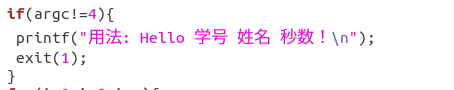 if(argc!=4){
printf("用法: Hello 学号 姓名 秒数！\n");
exit(1);
}